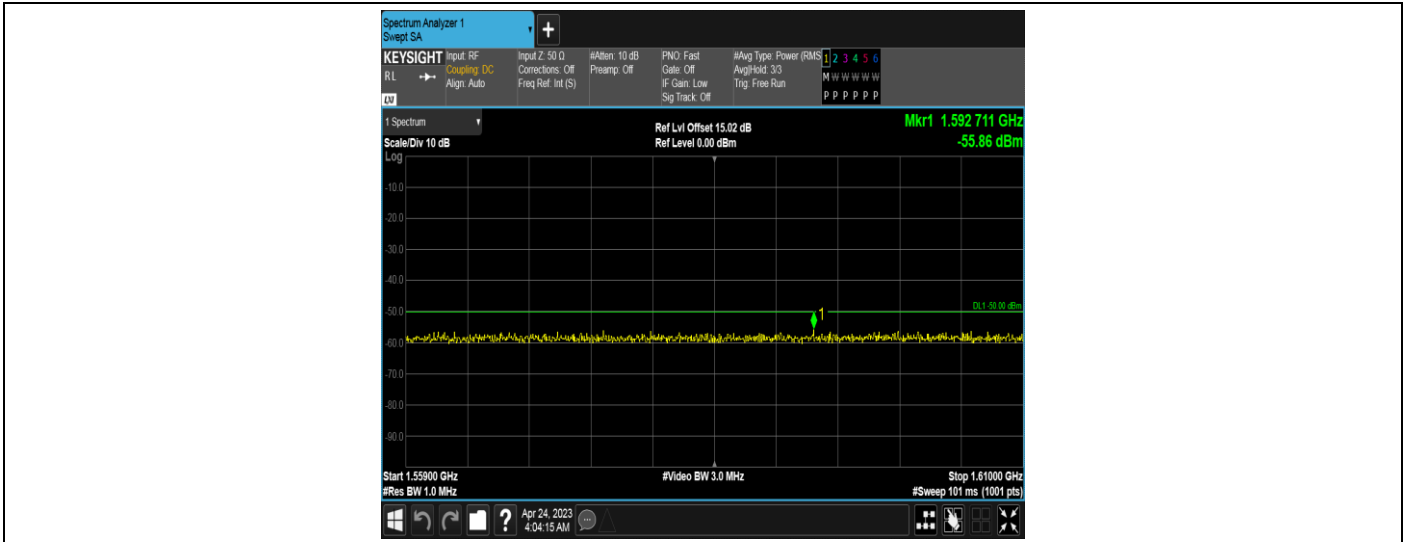 Spectrum Analyzer 1
Swept SA
+
KEYSIGHT
RL
LXI
Input: RF
Coupling: DC
Align: Auto
Input Z: 50 Ω
Corrections: Off
Freq Ref: Int (S)
#Atten: 10 dB
Preamp: Off
PNO: Fast
Gate: Off
IF Gain: Low
Sig Track: Off
#Avg Type: Power (RMS
Avg|Hold: 3/3
Trig: Free Run
1 2 3 4 5 6
M W W W W W
P P P P P P
1 Spectrum
Scale/Div 10 dB
Ref Lvl Offset 15.02 dB
Ref Level 0.00 dBm
Mkr1 1.592 711 GHz
-55.86 dBm
Log
-10.0
-20.0
-30.0
-40.0
-50.0
DL1 -50.00 dBm
1
-60.0
-70.0
-80.0
-90.0
Start 1.55900 GHz
#Video BW 3.0 MHz
Stop 1.61000 GHz
#Res BW 1.0 MHz
#Sweep 101 ms (1001 pts)
?
Apr 24, 2023
4:04:15 AM